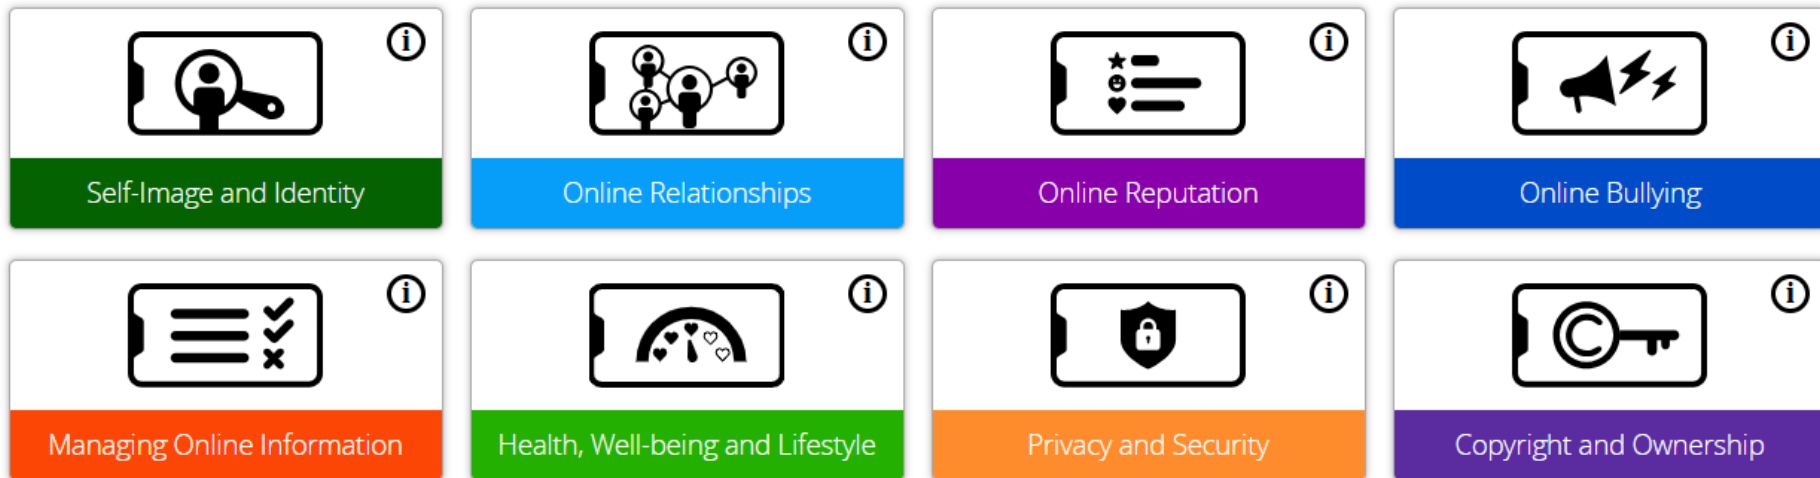 i
i
i
i
Self-Image and Identity
Online Relationships
Online Reputation
Online Bullying
i
i
i
i
C
Managing Online Information
Health, Well-being and Lifestyle
Privacy and Security
Copyright and Ownership